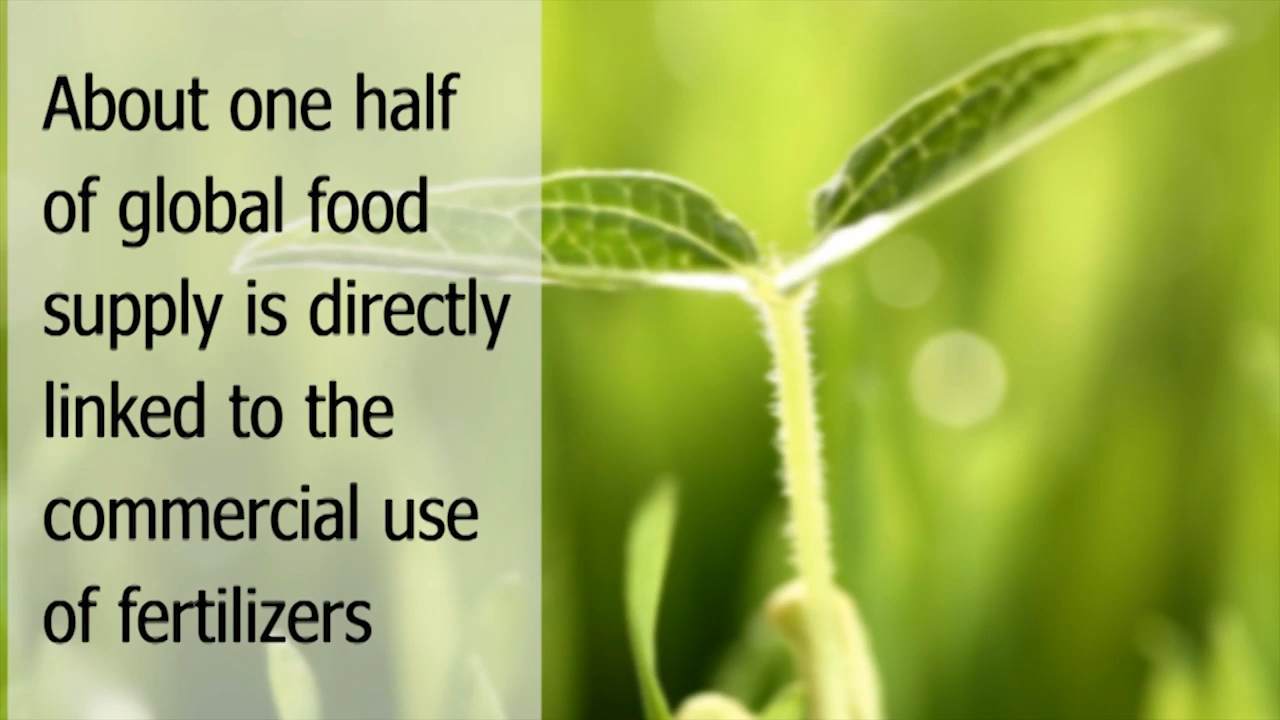 About one half
of global food
supply is directly
linked to the
commercial use
of fertilizers